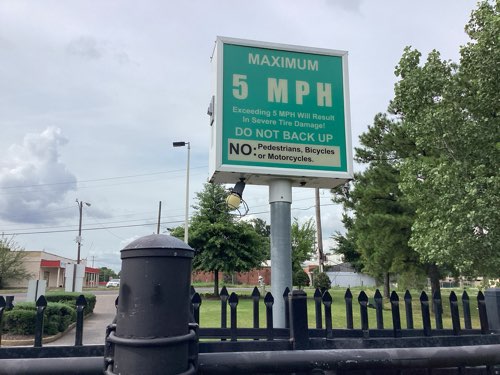 MAXIMUM
5 MPH
Exceeding 5 MPH Will Result
In Severe Tire Damage!
DO NOT BACK UP
NO: Pedestrians, Bicycles
or Motorcycles.